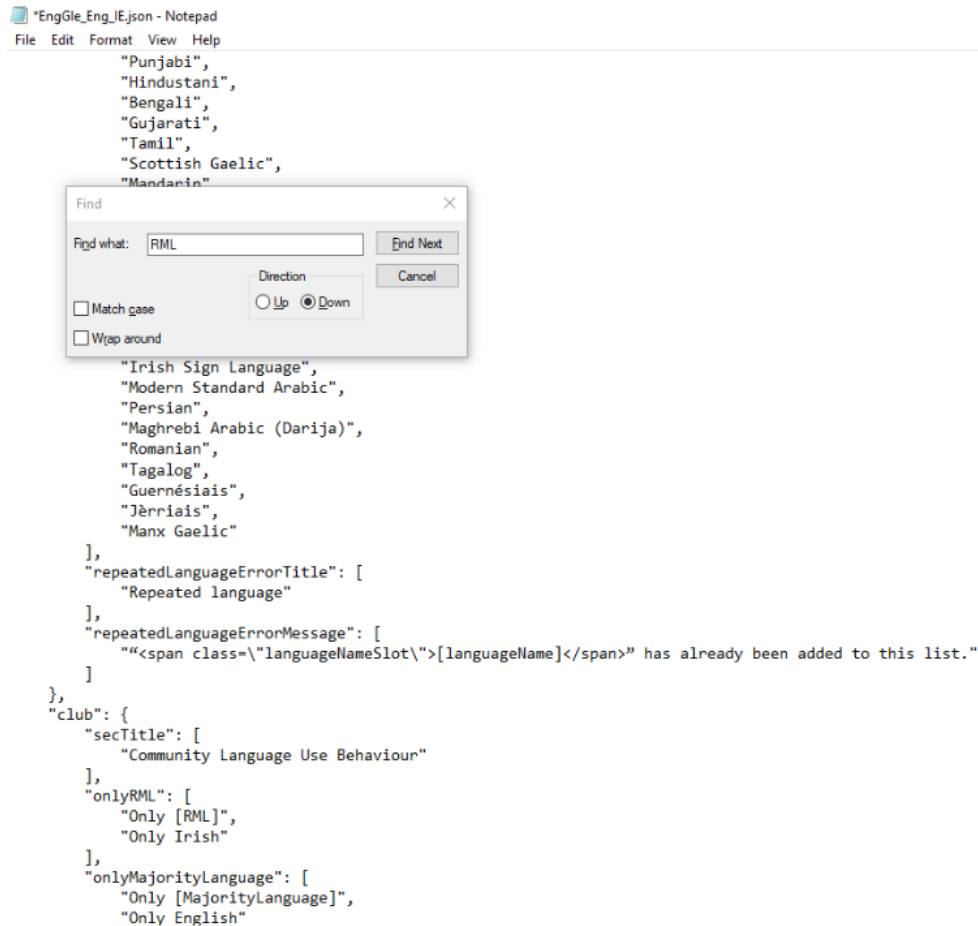 *EngGle_Eng_IE.json - Notepad
File Edit Format View Help
"Punjabi",
"Hindustani",
"Bengali",
"Gujarati",
"Tamil",
"Scottish Gaelic",
"Mandarin"
Find
Find what: RML Find Next
Direction Cancel
Up Down
Match case
Wrap around
"Irish Sign Language",
"Modern Standard Arabic",
"Persian",
"Maghrebi Arabic (Darija)",
"Romanian",
"Tagalog",
"Guernésiais",
"Jèrriais",
"Manx Gaelic"
],
"repeatedLanguageErrorTitle": [
"Repeated language"
],
"repeatedLanguageErrorMessage": [
"“<span class=\"languageNameSlot\">[languageName]</span>” has already been added to this list."
]
},
"club": {
"secTitle": [
"Community Language Use Behaviour"
],
"onlyRML": [
"Only [RML]",
"Only Irish"
],
"onlyMajorityLanguage": [
"Only [MajorityLanguage]",
"Only English"